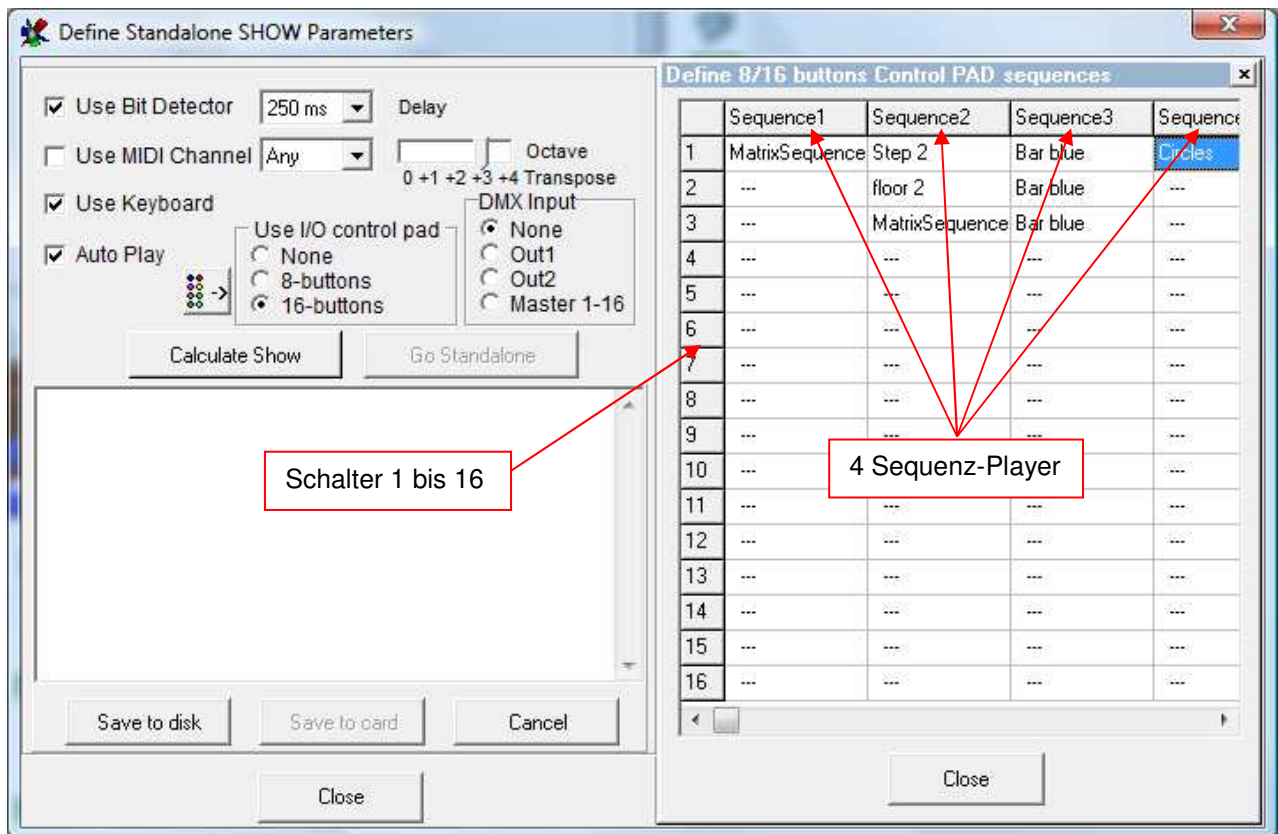 Define Standalone SHOW Parameters
Use Bit Detector 250 ms Delay
Use MIDI Channel Any Octave
0 +1 +2 +3 +4 Transpose
Use Keyboard
Auto Play
->
Use I/O control pad
None
8-buttons
16-buttons
DMX Input
None
Out1
Out2
Master 1-16
Calculate Show Go Standalone
Schalter 1 bis 16
Save to disk Save to card Cancel
Close
Define 8/16 buttons Control PAD sequences
Sequence1 Sequence2 Sequence3 Sequence
1 MatrixSequence Step 2 Bar blue Circles
2 --- floor 2 Bar blue ---
3 --- MatrixSequence Bar blue ---
4 --- --- --- ---
5 --- --- --- ---
6 --- --- --- ---
7 --- --- --- ---
8 --- --- --- ---
9 --- --- --- ---
10 --- ---
4 Sequenz-Player
11 --- --- --- ---
12 --- --- --- ---
13 --- --- --- ---
14 --- --- --- ---
15 --- --- --- ---
16 --- --- --- ---
Close